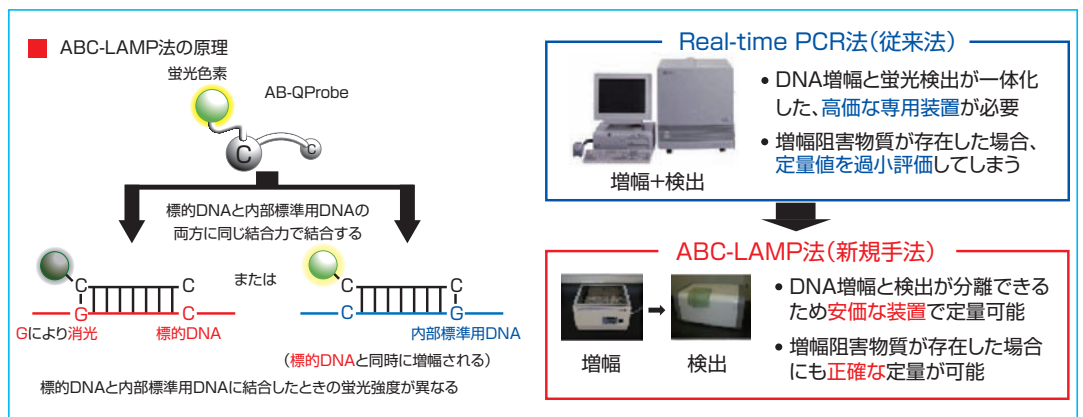 ABC-LAMP法の原理
蛍光色素
AB-QProbe
C
C
標的DNAと内部標準用DNAの
両方に同じ結合力で結合する
または
C
C
G
C
Gにより消光
標的DNA
C
C
C
G
内部標準用DNA
(標的DNAと同時に増幅される)
標的DNAと内部標準用DNAに結合したときの蛍光強度が異なる
Real-time PCR法(従来法)
増幅+検出
• DNA増幅と蛍光検出が一体化
した、高価な専用装置が必要
• 増幅阻害物質が存在した場合、
定量値を過小評価してしまう
ABC-LAMP法(新規手法)
増幅
検出
• DNA増幅と検出が分離できる
ため安価な装置で定量可能
• 増幅阻害物質が存在した場合
にも正確な定量が可能